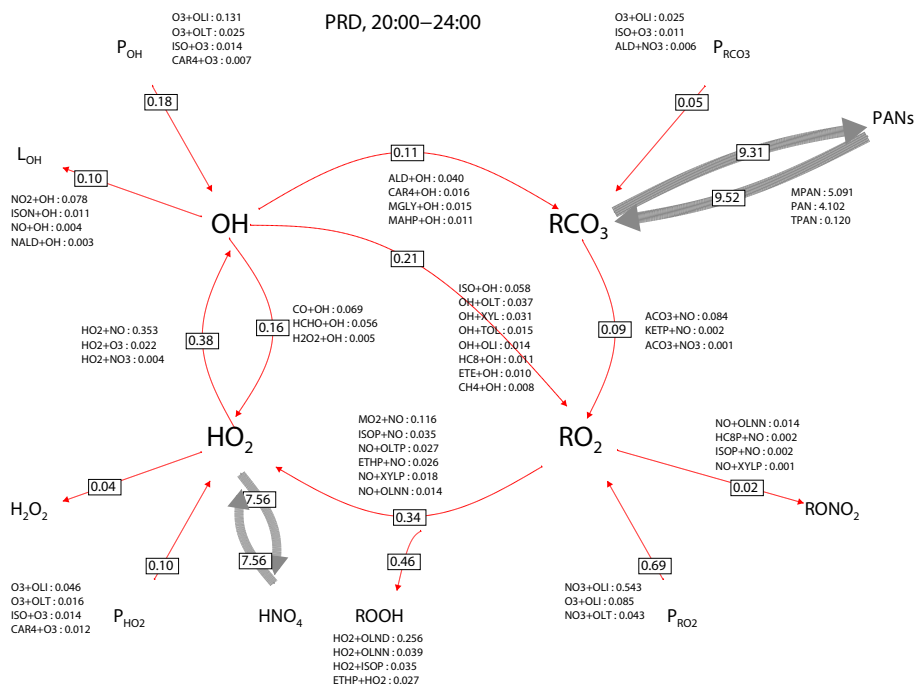 PRD, 20:00−24:00
O3+OLI : 0.131
O3+OLT : 0.025
ISO+O3 : 0.014
CAR4+O3 : 0.007
P_OH
0.18
O3+OLI : 0.025
ISO+O3 : 0.011
ALD+NO3 : 0.006
P_RCO3
0.05
PANs
9.31
9.52
MPAN : 5.091
PAN : 4.102
TPAN : 0.120
L_OH
0.10
NO2+OH : 0.078
ISON+OH : 0.011
NO+OH : 0.004
NALD+OH : 0.003
0.11
ALD+OH : 0.040
CAR4+OH : 0.016
MGLY+OH : 0.015
MAHP+OH : 0.011
OH
RCO₃
0.21
ISO+OH : 0.058
OH+OLT : 0.037
OH+XYL : 0.031
OH+TOL : 0.015
OH+OLI : 0.014
HC8+OH : 0.011
ETE+OH : 0.010
CH4+OH : 0.008
HO2+NO : 0.353
HO2+O3 : 0.022
HO2+NO3 : 0.004
0.38
0.16
CO+OH : 0.069
HCHO+OH : 0.056
H2O2+OH : 0.005
0.09
ACO3+NO : 0.084
KETP+NO : 0.002
ACO3+NO3 : 0.001
HO₂
MO2+NO : 0.116
ISOP+NO : 0.035
NO+OLTP : 0.027
ETHP+NO : 0.026
NO+XYLP : 0.018
NO+OLNN : 0.014
RO₂
NO+OLNN : 0.014
HC8P+NO : 0.002
ISOP+NO : 0.002
NO+XYLP : 0.001
0.04
H₂O₂
7.56
7.56
0.34
0.02
RONO₂
0.10
0.46
0.69
O3+OLI : 0.046
O3+OLT : 0.016
ISO+O3 : 0.014
CAR4+O3 : 0.012
P_HO2
HNO₄
ROOH
HO2+OLND : 0.256
HO2+OLNN : 0.039
HO2+ISOP : 0.035
ETHP+HO2 : 0.027
NO3+OLI : 0.543
O3+OLI : 0.085
NO3+OLT : 0.043
P_RO2